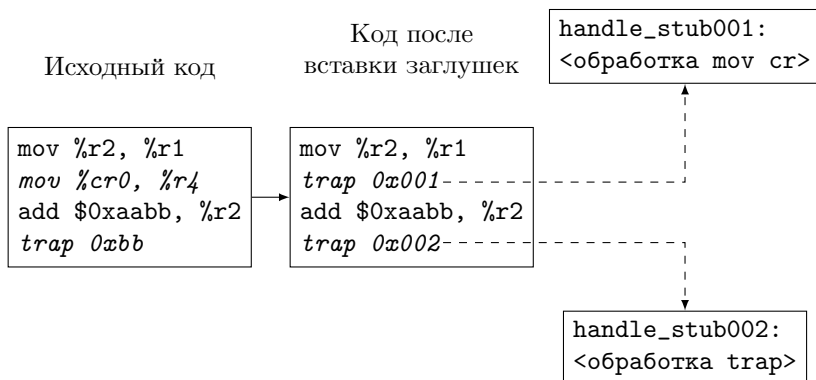 Исходный код
mov %r2, %r1
mov %cr0, %r4
add $0xaabb, %r2
trap 0xbb
Код после
вставки заглушек
mov %r2, %r1
trap 0x001
add $0xaabb, %r2
trap 0x002
handle_stub001:
<обработка mov cr>
handle_stub002:
<обработка trap>